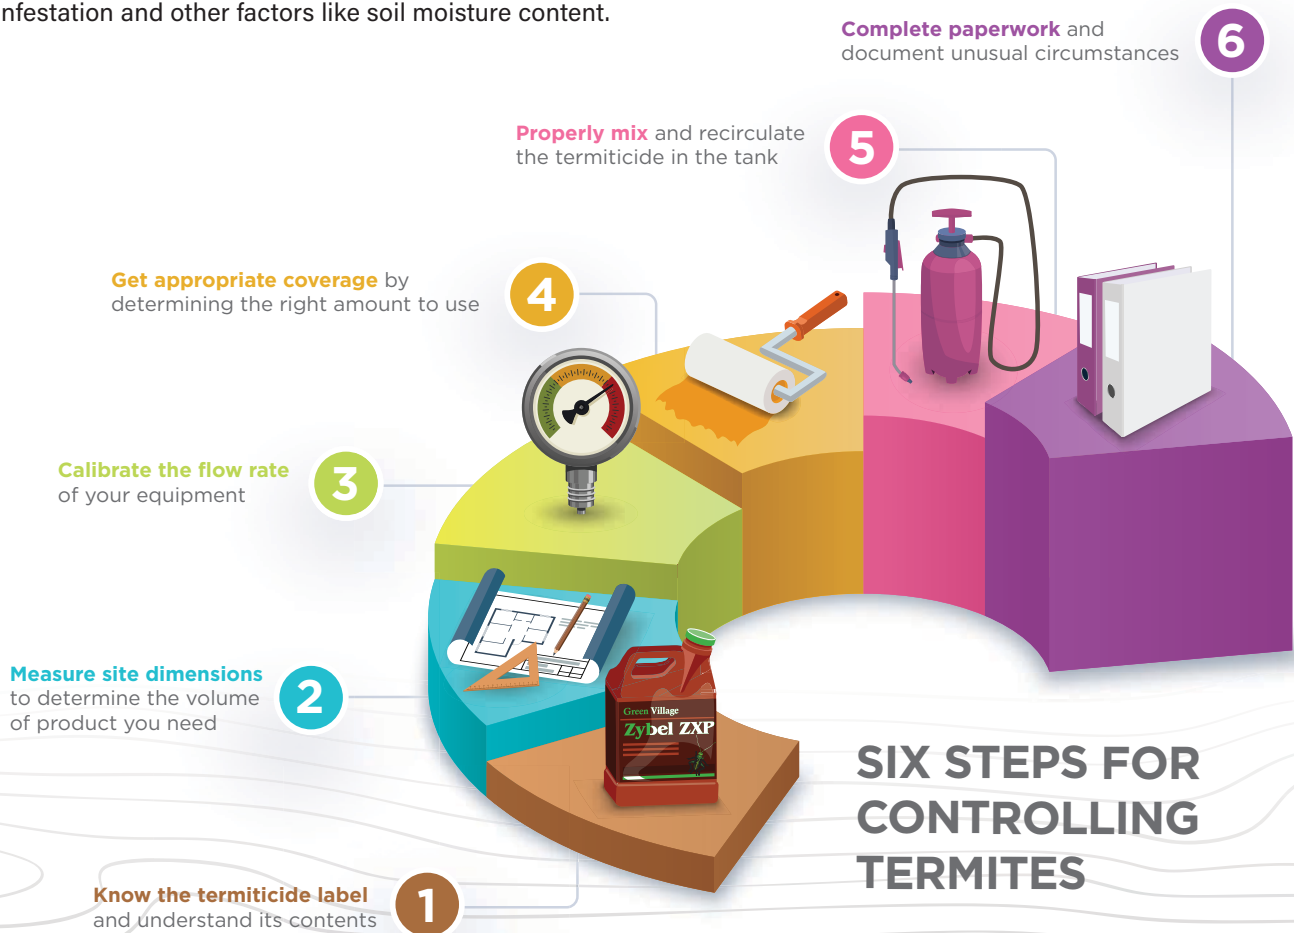 nfestation and other factors like soil moisture content.
Complete paperwork and
document unusual circumstances
6
Properly mix and recirculate
the termiticide in the tank
5
Get appropriate coverage by
determining the right amount to use
4
Calibrate the flow rate
of your equipment
3
Measure site dimensions
to determine the volume
of product you need
2
Green Village
Zybel ZXP
SIX STEPS FOR
CONTROLLING
TERMITES
Know the termiticide label
and understand its contents
1